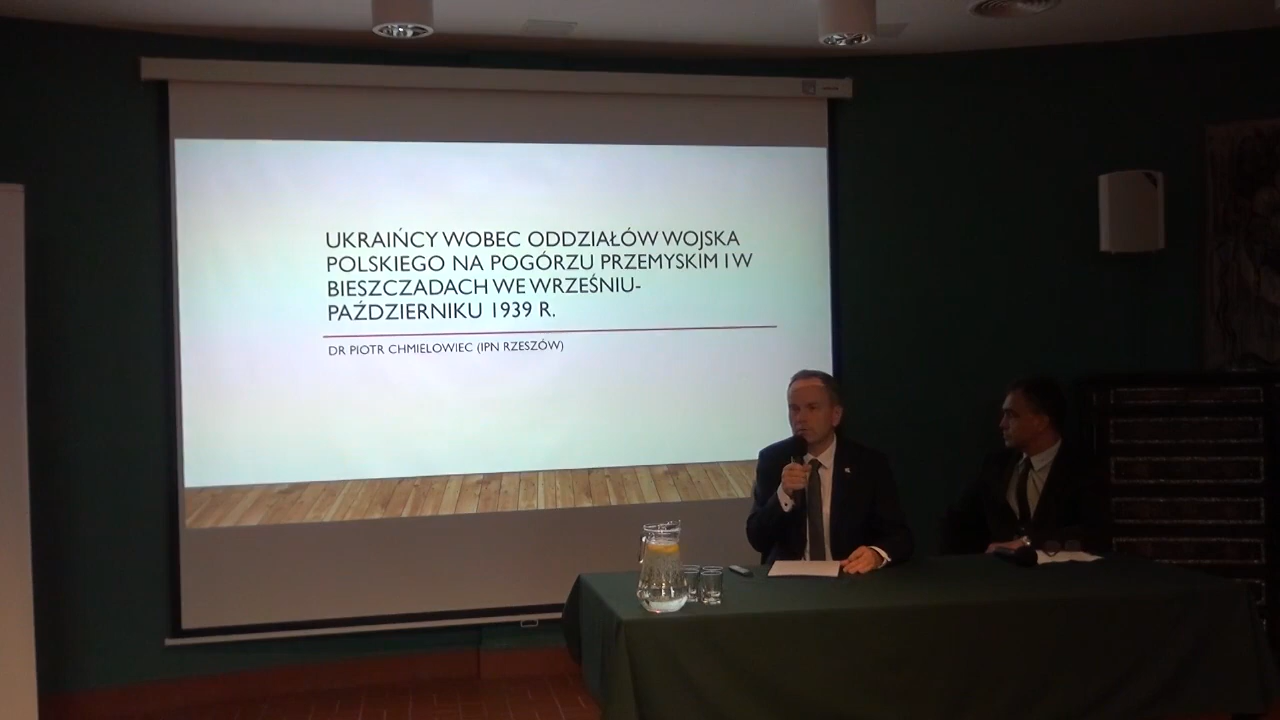 UKRAIŃCY WOBEC ODDZIAŁÓW WOJSKA
POLSKIEGO NA POGÓRZU PRZEMYSKIM I W
BIESZCZADACH WE WRZEŚNIU-
PAŹDZIERNIKU 1939 R.
DR PIOTR CHMIELOWIEC (IPN RZESZÓW)